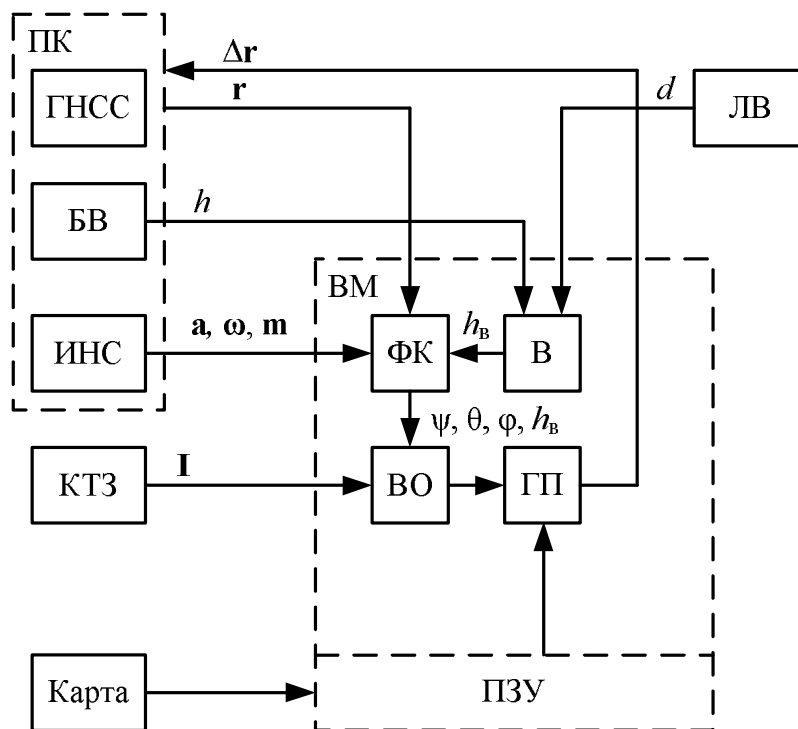 ПК
Δr
ГНСС
r
d
ЛВ
БВ
h
ВМ
ИНС
a, ω, m
ФК
hв
В
ψ, θ, φ, hв
КТЗ
I
ВО
ГП
Карта
ПЗУ